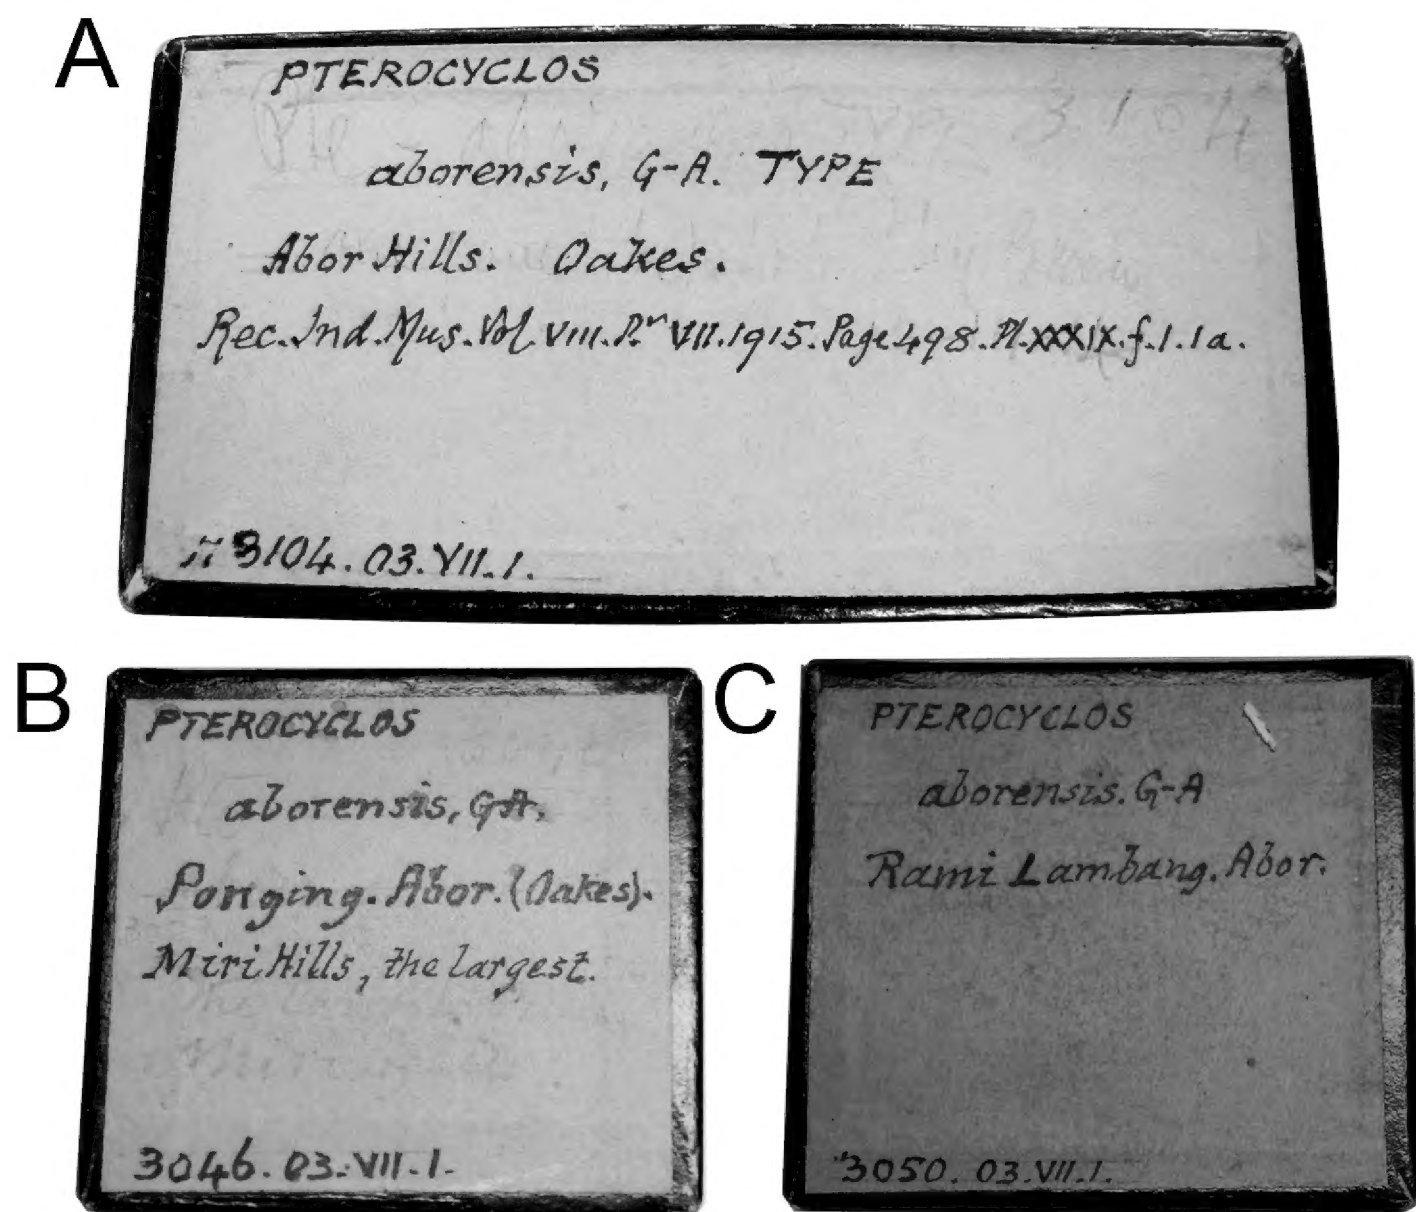 A
PTEROCYCLOS
3104
aborensis, G-A. TYPE
Abor Hills. Oakes.
Rec. Ind. Mus. Vol VIII. Pt VII. 1915. Page 498. Pl. XXXIX. f. 1. 1a.
3104. 03. VII. 1.
B
PTEROCYCLOS
aborensis, G-A.
Ponging. Abor. (Oakes).
Miri Hills, the largest.
3046. 03. VII. 1.
C
PTEROCYCLOS
aborensis. G-A
Rami Lambang. Abor.
3050. 03. VII. 1.